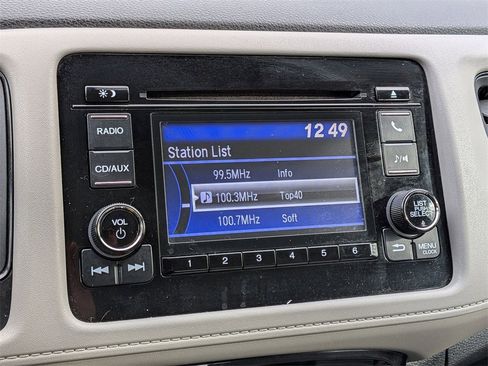 12 49
RADIO
Station List
CD/AUX
99.5MHz Info
100.3MHz Top40
100.7MHz Soft
VOL
LIST
PUSH
SELECT
MENU
CLOCK
1 2 3 4 5 6